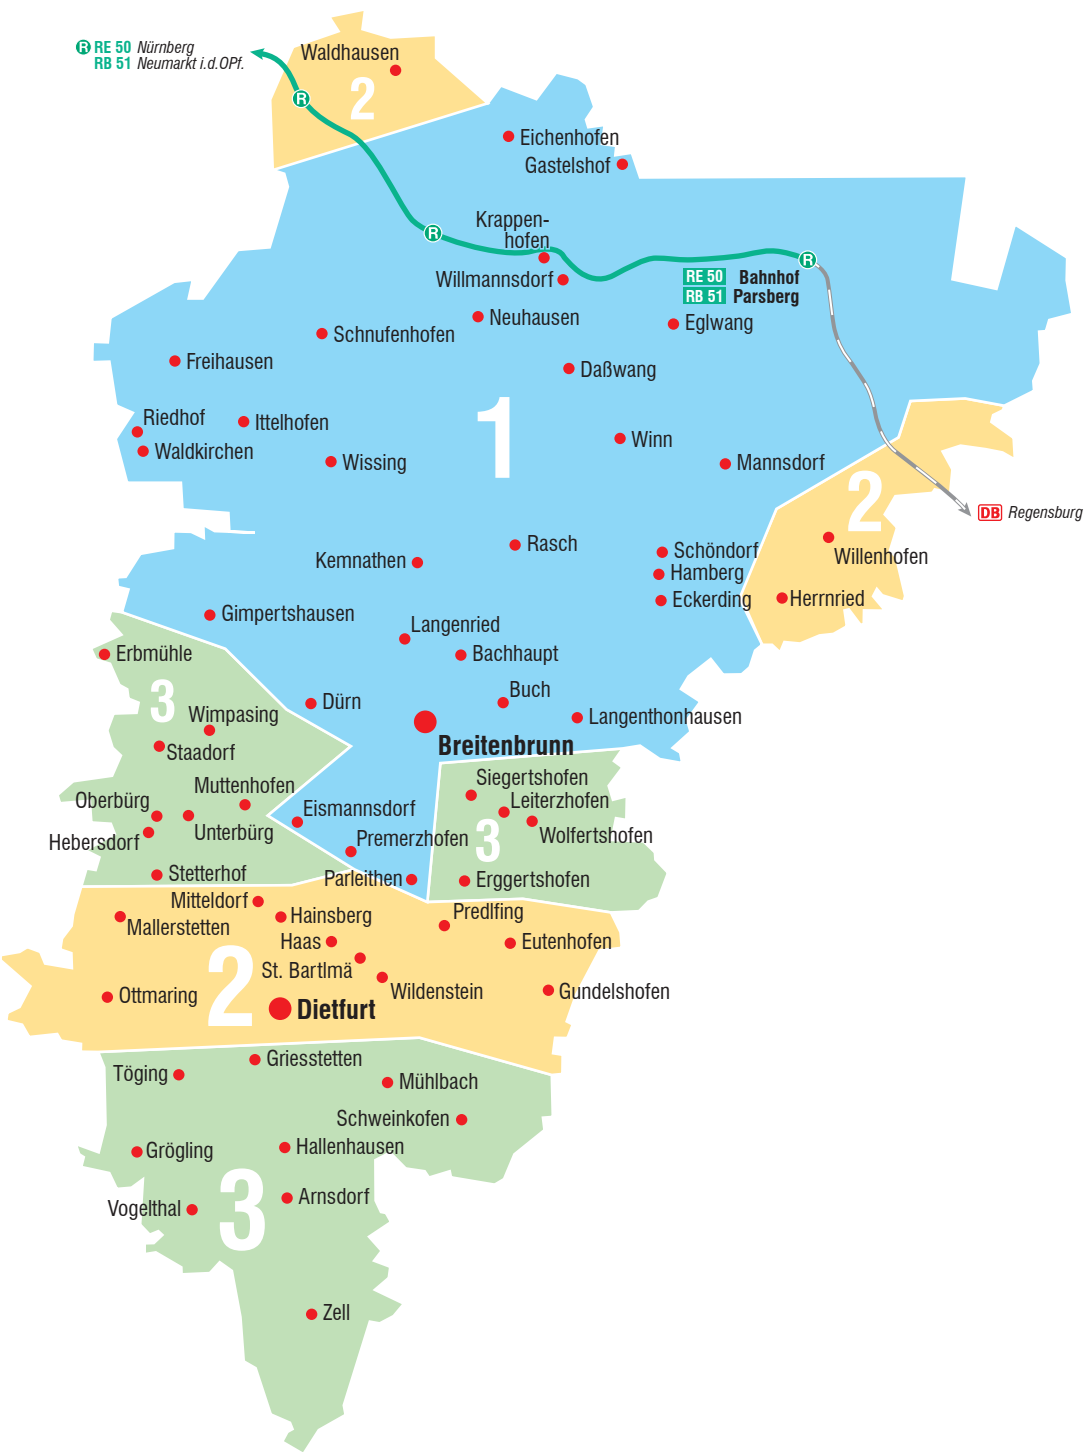 R RE 50 Nürnberg
RB 51 Neumarkt i.d.OPf.
Waldhausen
R
2
Eichenhofen
Gastelshof
Krappen-
hofen
R
R
Willmannsdorf
RE 50 Bahnhof
RB 51 Parsberg
Neuhausen
Eglwang
Schnufenhofen
Freihausen
Daßwang
Riedhof
Ittelhofen
1
Winn
Waldkirchen
Wissing
Mannsdorf
2
DB Regensburg
Rasch
Schöndorf
Willenhofen
Kemnathen
Hamberg
Eckerding
Herrnried
Gimpertshausen
Langenried
Erbmühle
Bachhaupt
3
Dürn
Buch
Wimpasing
Langenthonhausen
Staadorf
Breitenbrunn
Siegertshofen
Muttenhofen
Oberbürg
Leiterzhofen
Eismannsdorf
Unterbürg
Wolfertshofen
Hebersdorf
Premerzhofen
3
Stetterhof
Parleithen
Erggertshofen
Mitteldorf
Hainsberg
Predlfing
Mallerstetten
Haas
Eutenhofen
2
St. Bartlmä
Wildenstein
Gundelshofen
Ottmaring
Dietfurt
Griesstetten
Töging
Mühlbach
Schweinkofen
Grögling
Hallenhausen
3
Arnsdorf
Vogelthal
Zell